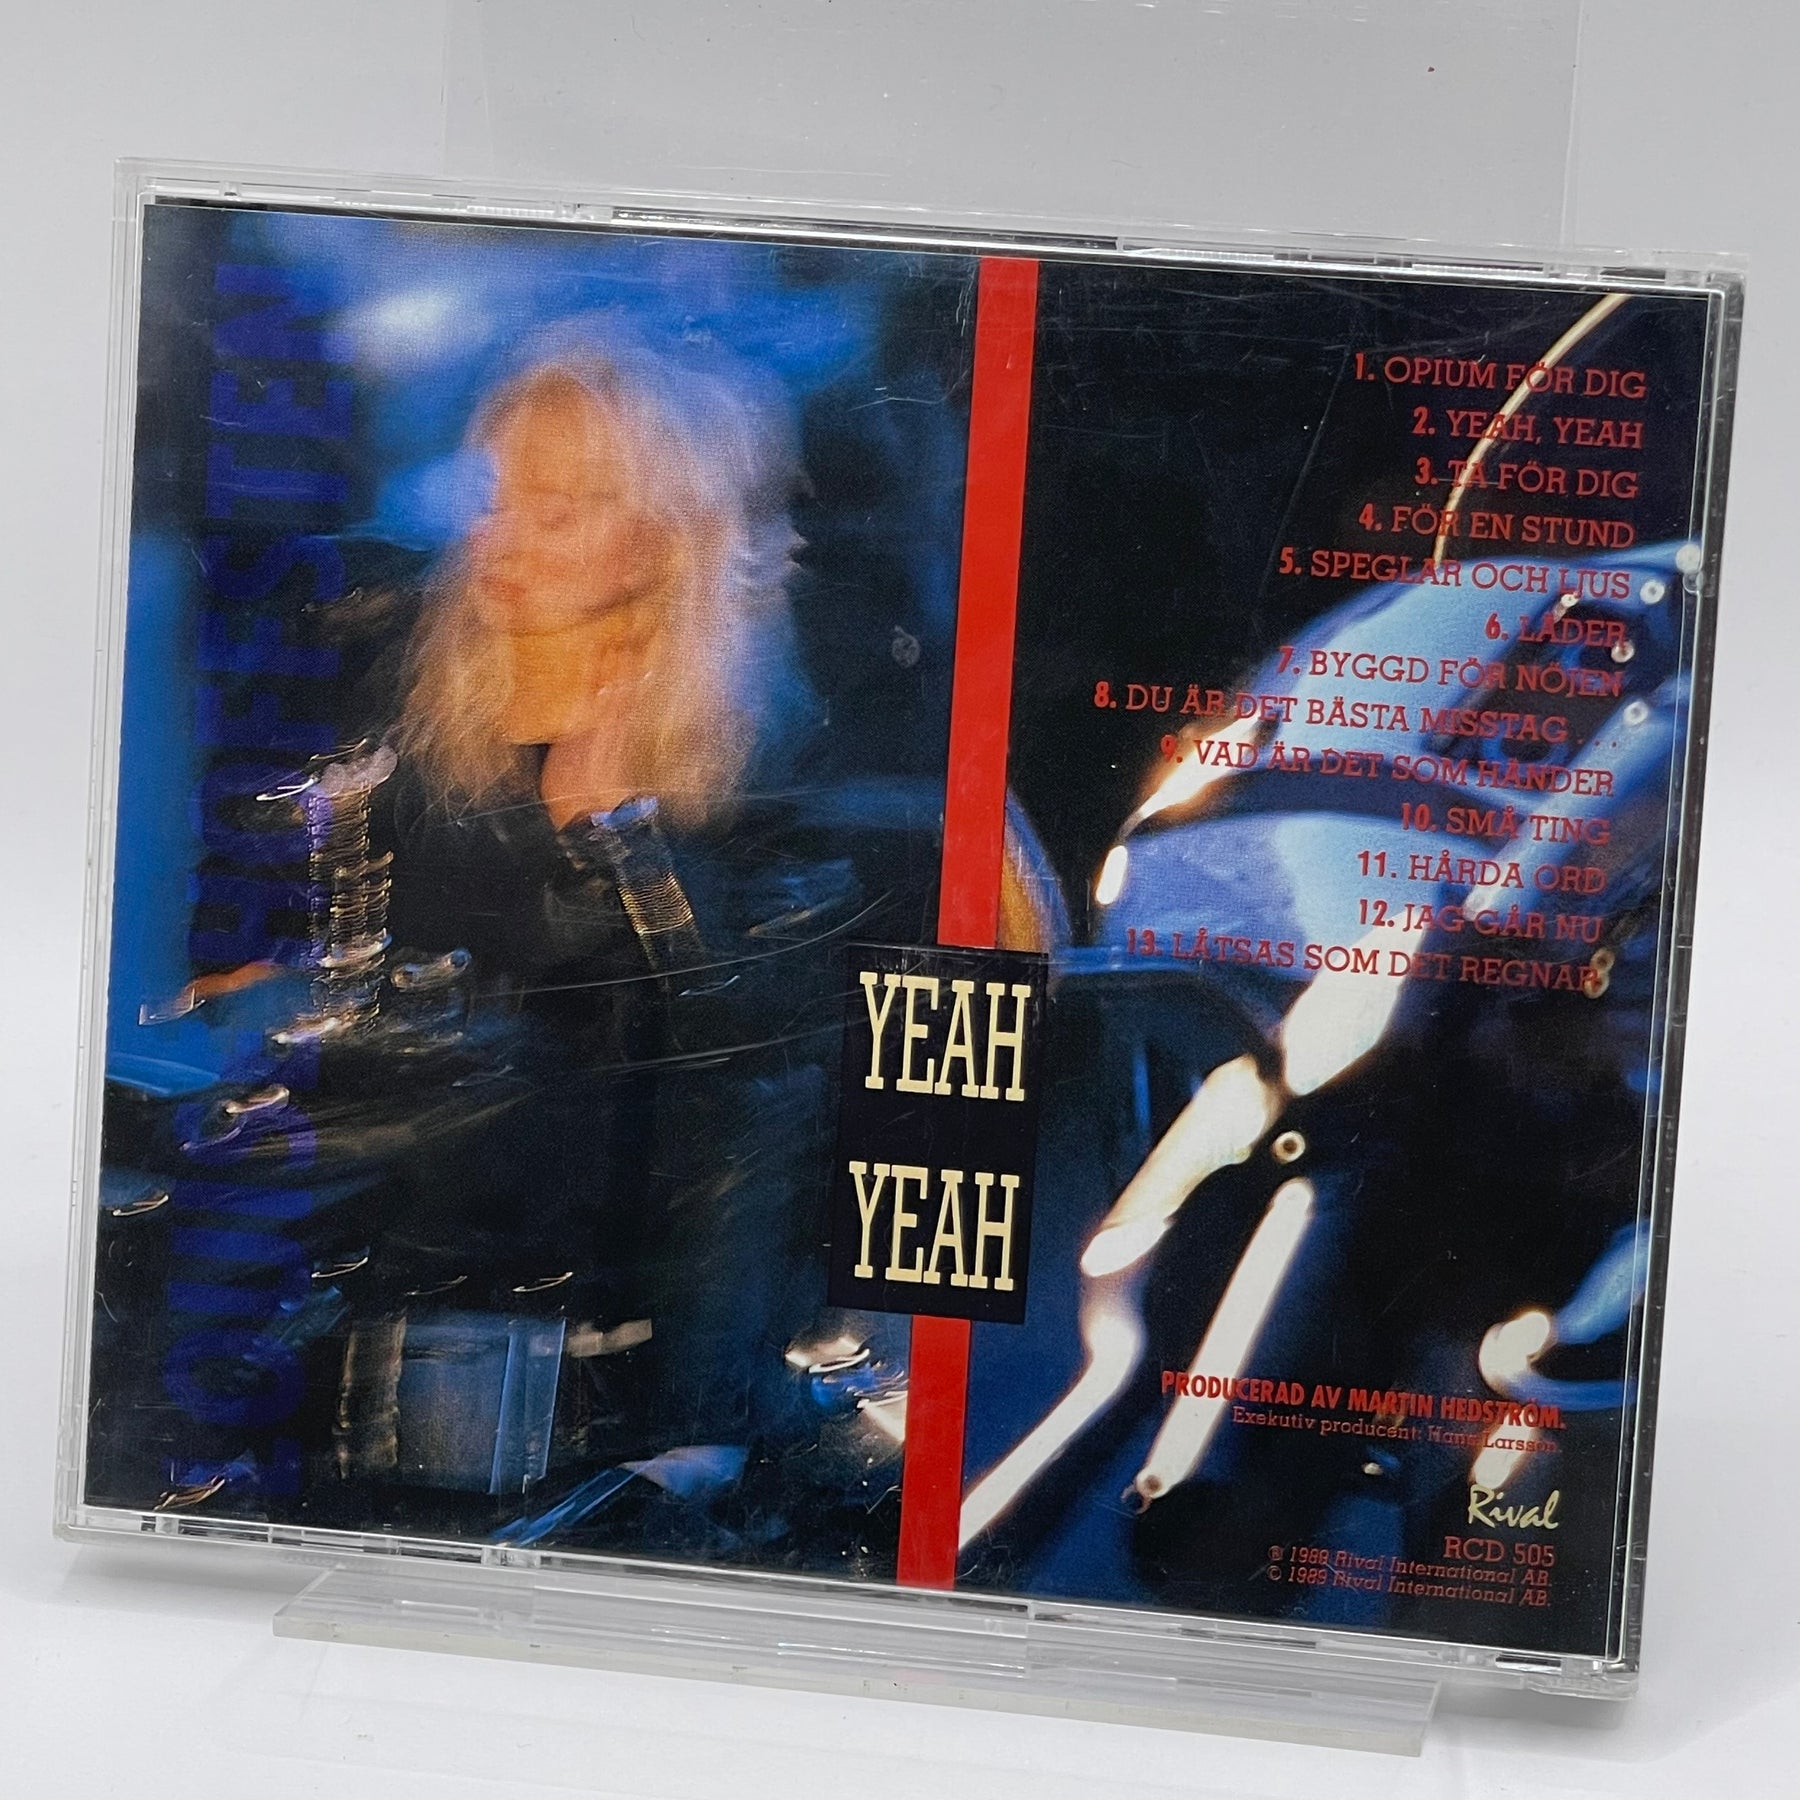 LOUISE HOFFSTEN
1. OPIUM FÖR DIG
2. YEAH, YEAH
3. TA FÖR DIG
4. FÖR EN STUND
5. SPEGLAR OCH LJUS
6. LÄDER
7. BYGGD FÖR NÖJEN
8. DU ÄR DET BÄSTA MISSTAG . . .
9. VAD ÄR DET SOM HÄNDER
10. SMÅ TING
11. HÅRDA ORD
12. JAG GÅR NU
13. LÅTSAS SOM DET REGNAR
YEAH
YEAH
PRODUCERAD AV MARTIN HEDSTRÖM.
Exekutiv producent: Hans Larsson.
Rival
RCD 505
℗ 1989 Rival International AB.
© 1989 Rival International AB.